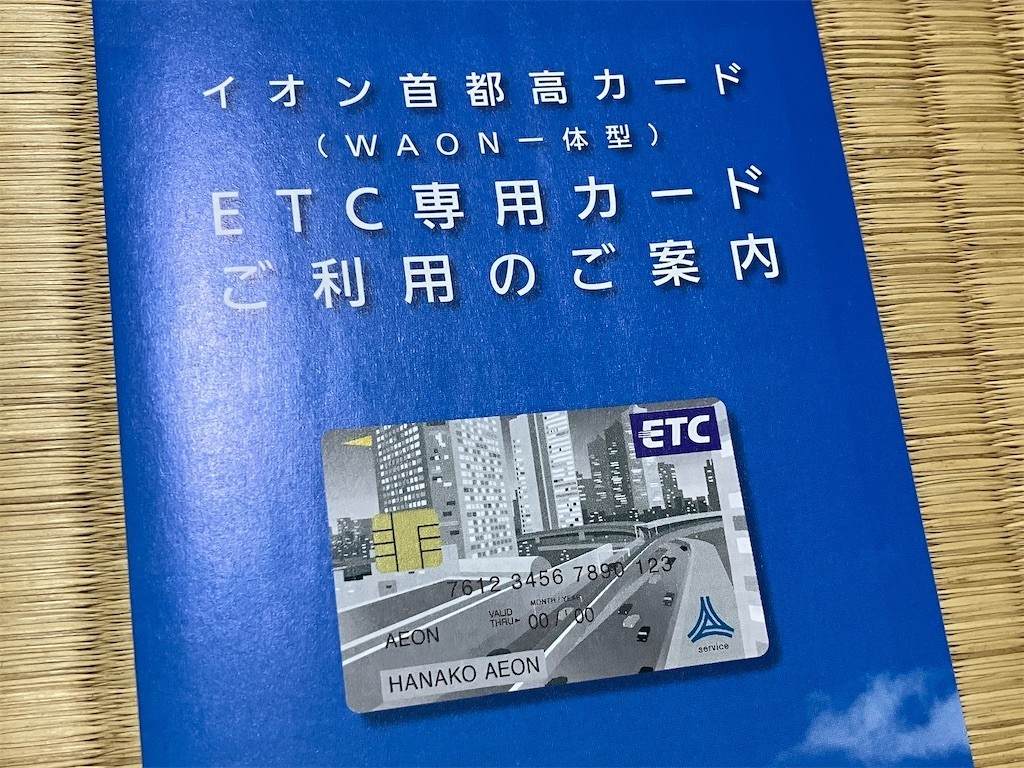 イオン首都高カード
(WAON一体型)
ETC専用カード
ご利用のご案内
ETC
7612 3456 7890 123
MONTH/YEAR
VALID
THRU▶ 00/00
AEON
HANAKO AEON
service